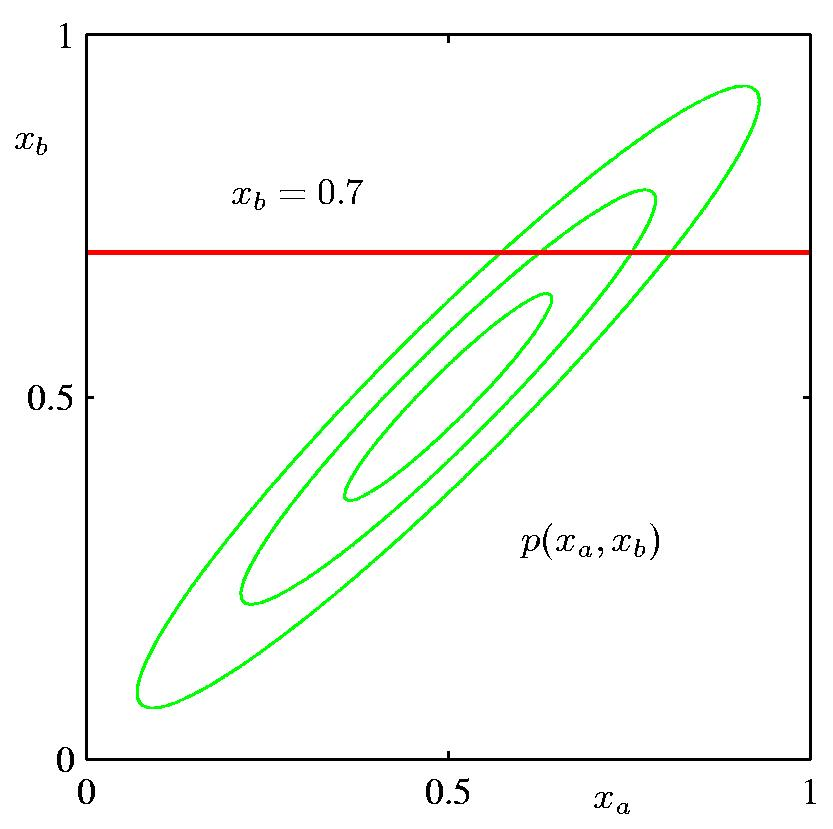 1
x_b
x_b = 0.7
0.5
p(x_a, x_b)
0
0 0.5 x_a 1